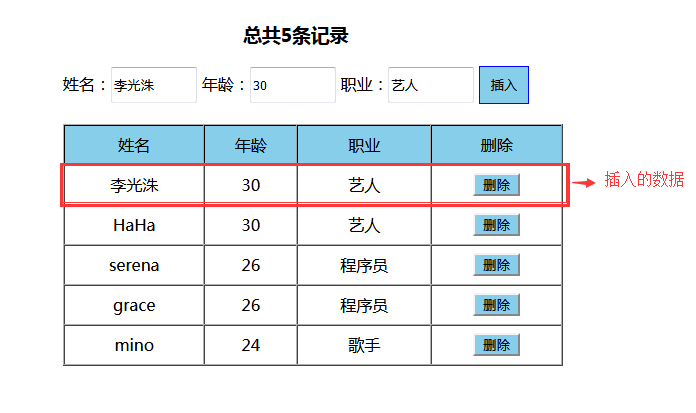 总共5条记录
姓名：李光洙 年龄：30 职业：艺人 插入
姓名 年龄 职业 删除
李光洙 30 艺人 删除 插入的数据
HaHa 30 艺人 删除
serena 26 程序员 删除
grace 26 程序员 删除
mino 24 歌手 删除